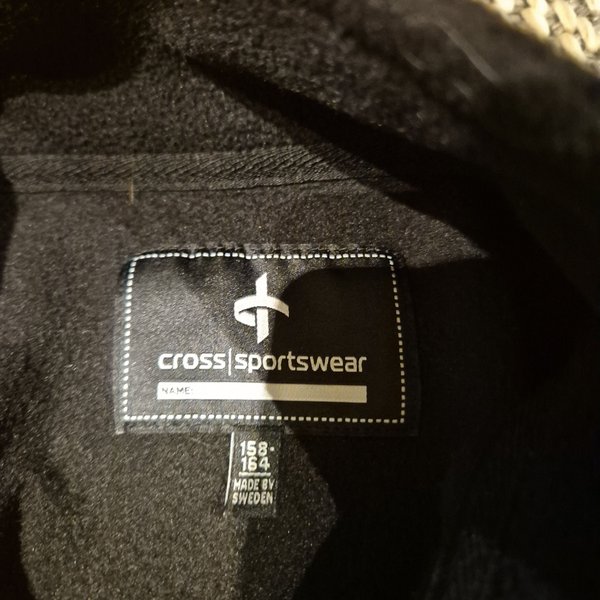 cross|sportswear
NAME:
158-
164
MADE BY
SWEDEN